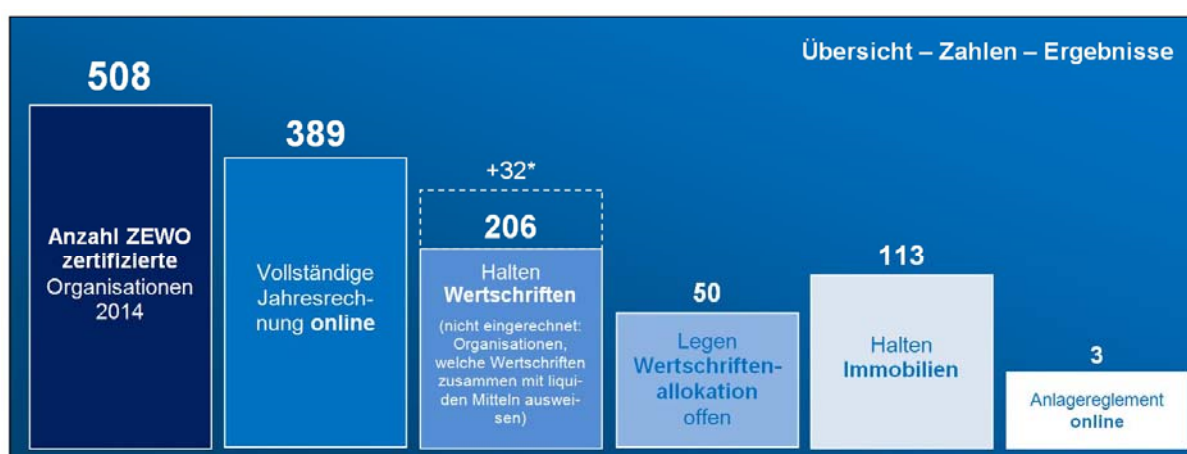 Übersicht – Zahlen – Ergebnisse
508
Anzahl ZEWO
zertifizierte
Organisationen
2014
389
Vollständige
Jahresrech-
nung online
+32*
206
Halten
Wertschriften
(nicht eingerechnet:
Organisationen,
welche Wertschriften
zusammen mit liqui-
den Mitteln auswei-
sen)
50
Legen
Wertschriften-
allokation
offen
113
Halten
Immobilien
3
Anlagereglement
online